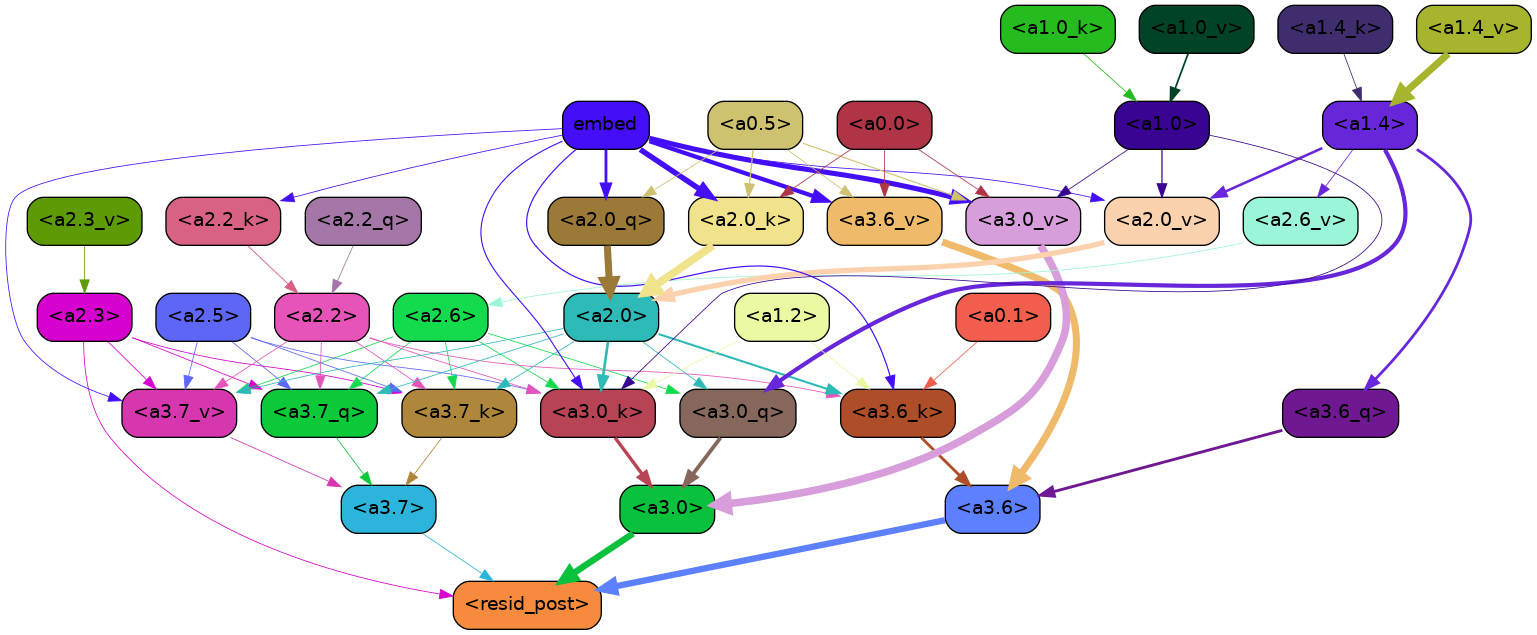 <a1.0_k> <a1.0_v> <a1.4_k> <a1.4_v>
embed <a0.5> <a0.0> <a1.0> <a1.4>
<a2.3_v> <a2.2_k> <a2.2_q> <a2.0_q> <a2.0_k> <a3.6_v> <a3.0_v> <a2.0_v> <a2.6_v>
<a2.3> <a2.5> <a2.2> <a2.6> <a2.0> <a1.2> <a0.1>
<a3.7_v> <a3.7_q> <a3.7_k> <a3.0_k> <a3.0_q> <a3.6_k> <a3.6_q>
<a3.7> <a3.0> <a3.6>
<resid_post>